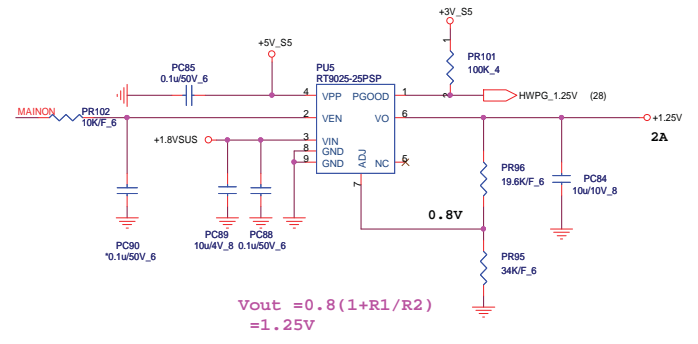 +3V_S5
+5V_S5
1
PR101
100K_4
2
PC85
0.1u/50V_6
PU5
RT9025-25PSP
4 VPP PGOOD 1
HWPG_1.25V (28)
MAINON
PR102
10K/F_6
2 VEN VO 6
+1.25V
2A
+1.8VSUS
3 VIN
8 GND
9 GND
ADJ
NC 5
7
PR96
19.6K/F_6
PC84
10u/10V_8
0.8V
PC90
*0.1u/50V_6
PC89
10u/4V_8
PC88
0.1u/50V_6
PR95
34K/F_6
Vout =0.8(1+R1/R2)
=1.25V